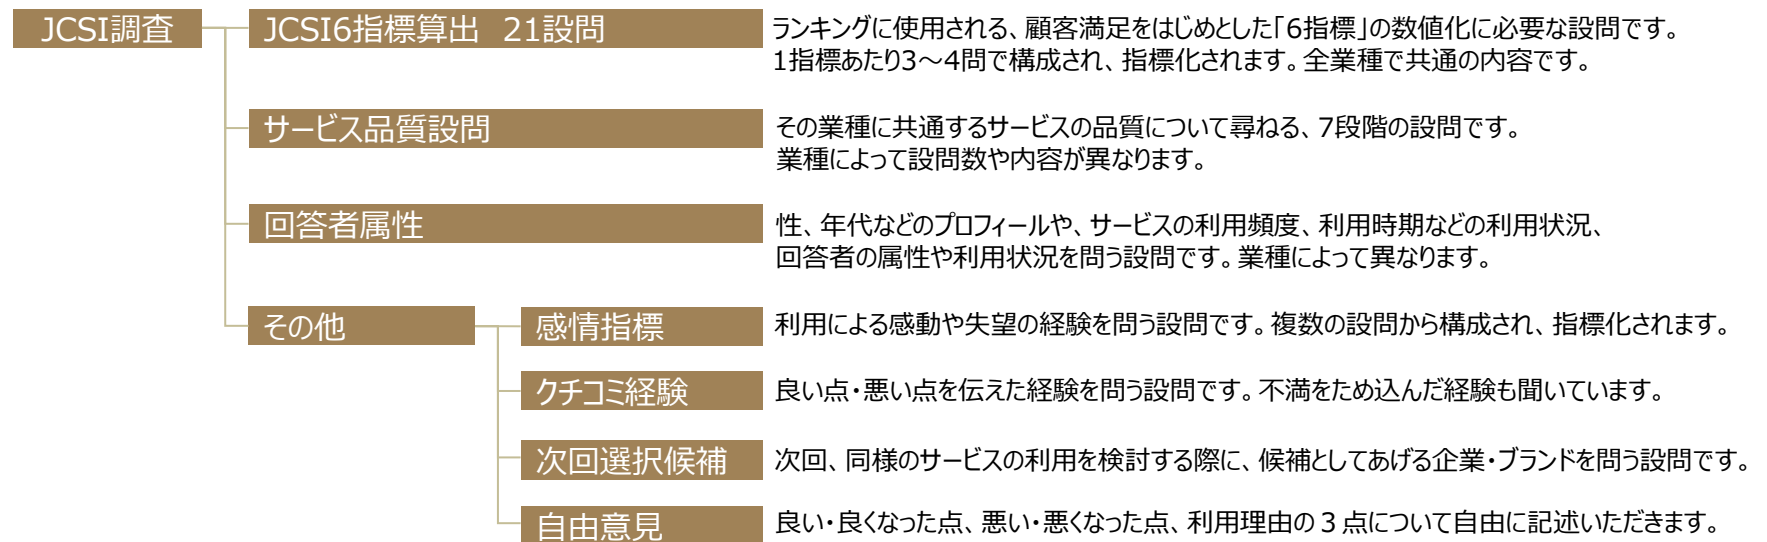 JCSI調査
JCSI6指標算出 21設問
ランキングに使用される、顧客満足をはじめとした「6指標」の数値化に必要な設問です。
1指標あたり3～4問で構成され、指標化されます。全業種で共通の内容です。
サービス品質設問
その業種に共通するサービスの品質について尋ねる、7段階の設問です。
業種によって設問数や内容が異なります。
回答者属性
性、年代などのプロフィールや、サービスの利用頻度、利用時期などの利用状況、
回答者の属性や利用状況を問う設問です。業種によって異なります。
その他
感情指標
利用による感動や失望の経験を問う設問です。複数の設問から構成され、指標化されます。
クチコミ経験
良い点・悪い点を伝えた経験を問う設問です。不満をため込んだ経験も聞いています。
次回選択候補
次回、同様のサービスの利用を検討する際に、候補としてあげる企業・ブランドを問う設問です。
自由意見
良い・良くなった点、悪い・悪くなった点、利用理由の３点について自由に記述いただきます。